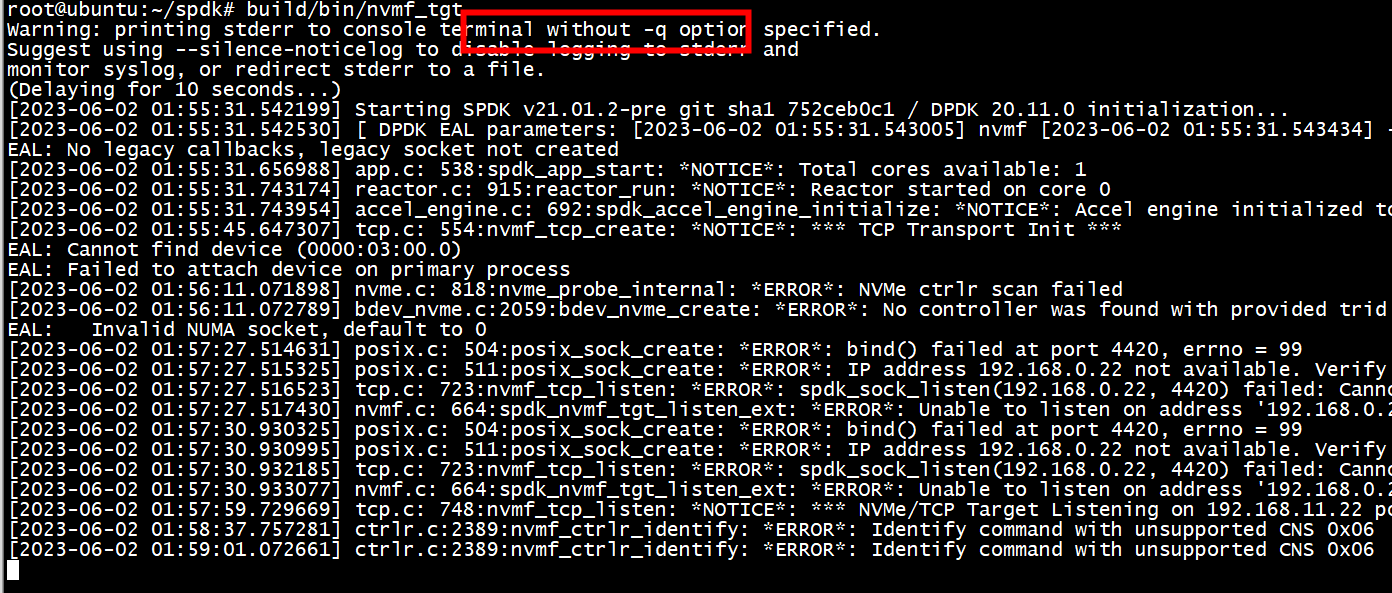 root@ubuntu:~/spdk# build/bin/nvmf_tgt
Warning: printing stderr to console terminal without -q option specified.
Suggest using --silence-noticelog to disable logging to stderr and
monitor syslog, or redirect stderr to a file.
(Delaying for 10 seconds...)
[2023-06-02 01:55:31.542199] Starting SPDK v21.01.2-pre git sha1 752ceb0c1 / DPDK 20.11.0 initialization...
[2023-06-02 01:55:31.542530] [ DPDK EAL parameters: [2023-06-02 01:55:31.543005] nvmf [2023-06-02 01:55:31.543434] -
EAL: No legacy callbacks, legacy socket not created
[2023-06-02 01:55:31.656988] app.c: 538:spdk_app_start: *NOTICE*: Total cores available: 1
[2023-06-02 01:55:31.743174] reactor.c: 915:reactor_run: *NOTICE*: Reactor started on core 0
[2023-06-02 01:55:31.743954] accel_engine.c: 692:spdk_accel_engine_initialize: *NOTICE*: Accel engine initialized to
[2023-06-02 01:55:45.647307] tcp.c: 554:nvmf_tcp_create: *NOTICE*: *** TCP Transport Init ***
EAL: Cannot find device (0000:03:00.0)
EAL: Failed to attach device on primary process
[2023-06-02 01:56:11.071898] nvme.c: 818:nvme_probe_internal: *ERROR*: NVMe ctrlr scan failed
[2023-06-02 01:56:11.072789] bdev_nvme.c:2059:bdev_nvme_create: *ERROR*: No controller was found with provided trid
EAL:   Invalid NUMA socket, default to 0
[2023-06-02 01:57:27.514631] posix.c: 504:posix_sock_create: *ERROR*: bind() failed at port 4420, errno = 99
[2023-06-02 01:57:27.515325] posix.c: 511:posix_sock_create: *ERROR*: IP address 192.168.0.22 not available. Verify
[2023-06-02 01:57:27.516523] tcp.c: 723:nvmf_tcp_listen: *ERROR*: spdk_sock_listen(192.168.0.22, 4420) failed: Canno
[2023-06-02 01:57:27.517430] nvmf.c: 664:spdk_nvmf_tgt_listen_ext: *ERROR*: Unable to listen on address '192.168.0.2
[2023-06-02 01:57:30.930325] posix.c: 504:posix_sock_create: *ERROR*: bind() failed at port 4420, errno = 99
[2023-06-02 01:57:30.930995] posix.c: 511:posix_sock_create: *ERROR*: IP address 192.168.0.22 not available. Verify
[2023-06-02 01:57:30.932185] tcp.c: 723:nvmf_tcp_listen: *ERROR*: spdk_sock_listen(192.168.0.22, 4420) failed: Canno
[2023-06-02 01:57:30.933077] nvmf.c: 664:spdk_nvmf_tgt_listen_ext: *ERROR*: Unable to listen on address '192.168.0.2
[2023-06-02 01:57:59.729669] tcp.c: 748:nvmf_tcp_listen: *NOTICE*: *** NVMe/TCP Target Listening on 192.168.11.22 po
[2023-06-02 01:58:37.757281] ctrlr.c:2389:nvmf_ctrlr_identify: *ERROR*: Identify command with unsupported CNS 0x06
[2023-06-02 01:59:01.072661] ctrlr.c:2389:nvmf_ctrlr_identify: *ERROR*: Identify command with unsupported CNS 0x06